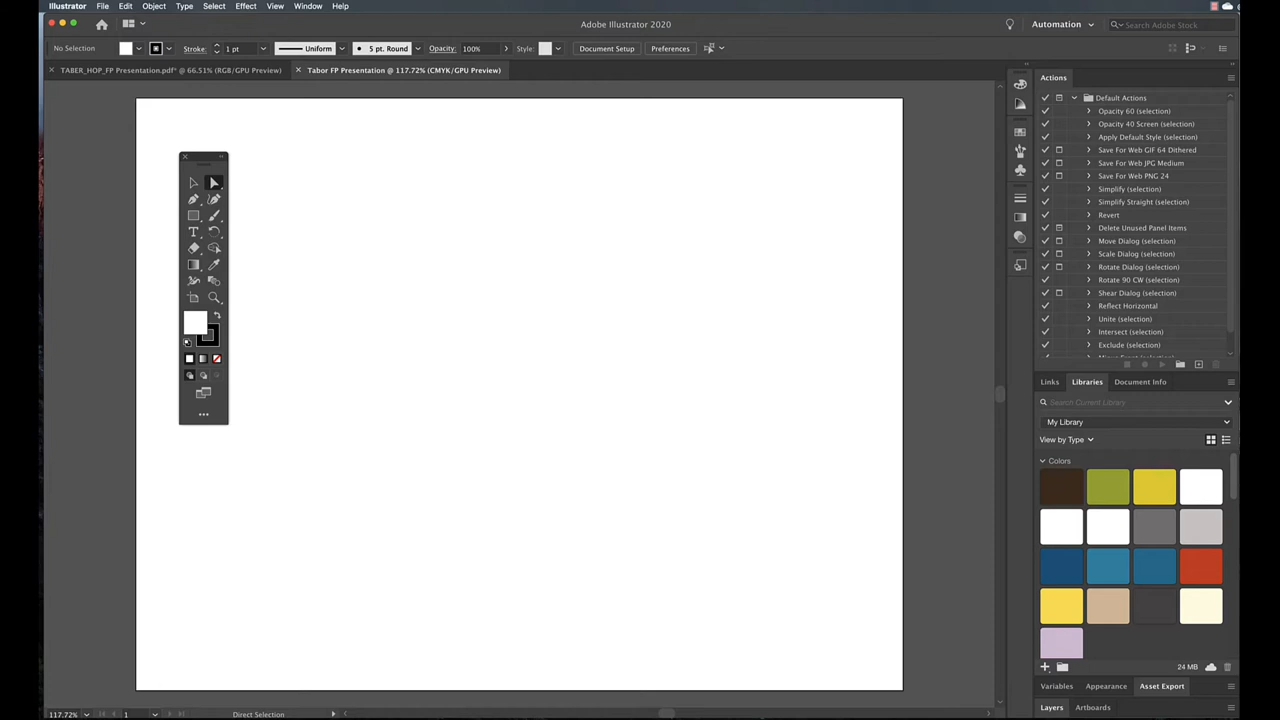 Illustrator File Edit Object Type Select Effect View Window Help
Adobe Illustrator 2020
Automation
Search Adobe Stock
No Selection
Stroke:
1 pt
Uniform
5 pt. Round
Opacity:
100%
Style:
Document Setup
Preferences
TABER_HOP_FP Presentation.pdf* @ 66.51% (RGB/GPU Preview)
Tabor FP Presentation @ 117.72% (CMYK/GPU Preview)
Actions
Default Actions
Opacity 60 (selection)
Opacity 40 Screen (selection)
Apply Default Style (selection)
Save For Web GIF 64 Dithered
Save For Web JPG Medium
Save For Web PNG 24
Simplify (selection)
Simplify Straight (selection)
Revert
Delete Unused Panel Items
Move Dialog (selection)
Scale Dialog (selection)
Rotate Dialog (selection)
Rotate 90 CW (selection)
Shear Dialog (selection)
Reflect Horizontal
Unite (selection)
Intersect (selection)
Exclude (selection)
Links Libraries Document Info
Search Current Library
My Library
View by Type
Colors
24 MB
Variables Appearance Asset Export
Layers Artboards
117.72%
1
Direct Selection